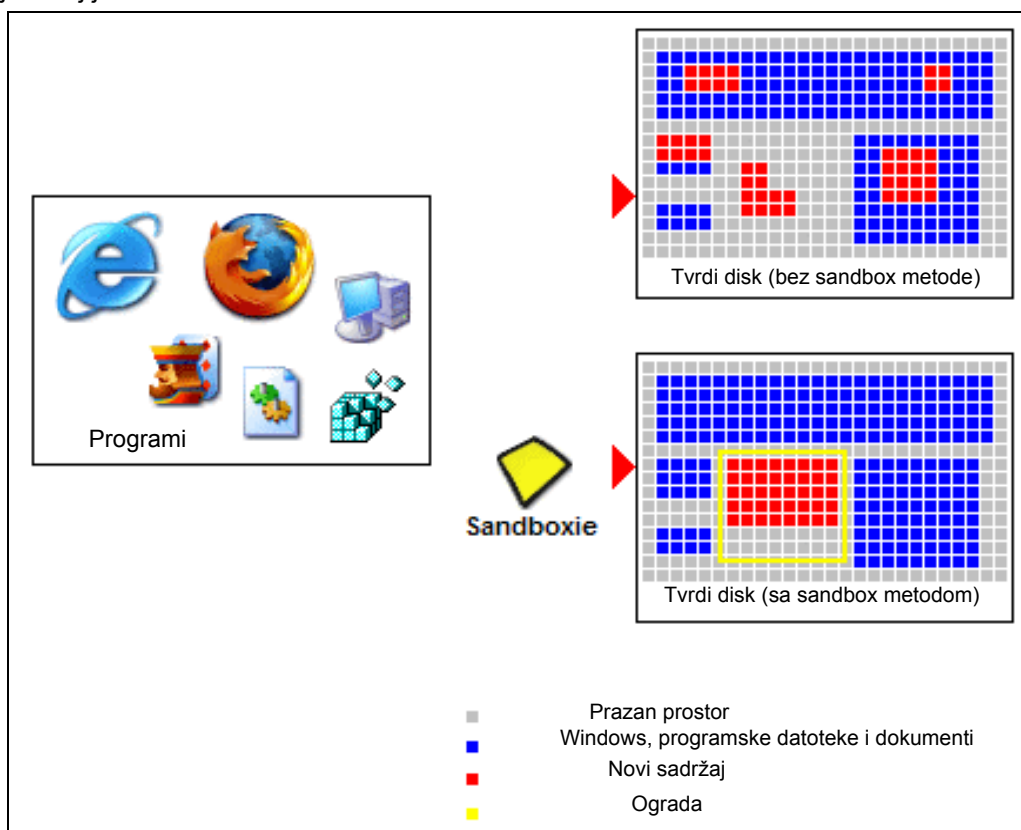 Tvrdi disk (bez sandbox metode)
Programi
Sandboxie
Tvrdi disk (sa sandbox metodom)
Prazan prostor
Windows, programske datoteke i dokumenti
Novi sadržaj
Ograda